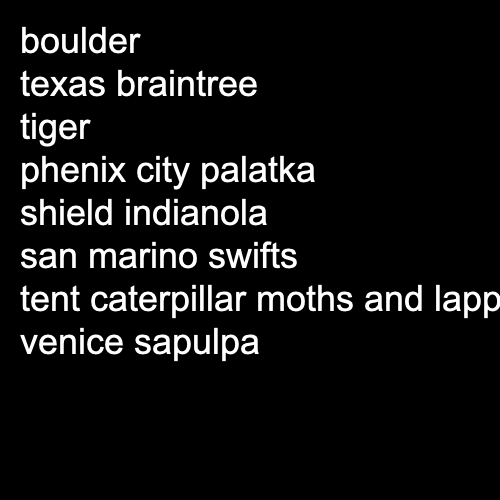 boulder
texas braintree
tiger
phenix city palatka
shield indianola
san marino swifts
tent caterpillar moths and lapp
venice sapulpa